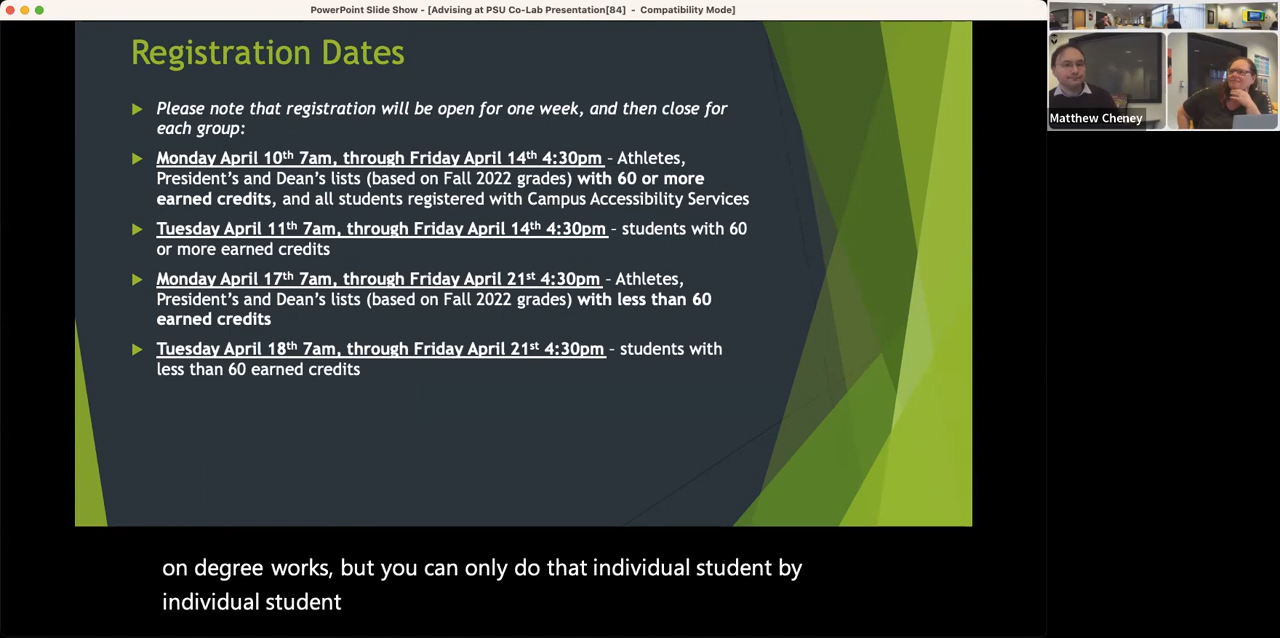 PowerPoint Slide Show - [Advising at PSU Co-Lab Presentation[84] - Compatibility Mode]
Registration Dates
Please note that registration will be open for one week, and then close for
each group:
Monday April 10th 7am, through Friday April 14th 4:30pm – Athletes,
President's and Dean's lists (based on Fall 2022 grades) with 60 or more
earned credits, and all students registered with Campus Accessibility Services
Tuesday April 11th 7am, through Friday April 14th 4:30pm – students with 60
or more earned credits
Monday April 17th 7am, through Friday April 21st 4:30pm – Athletes,
President's and Dean's lists (based on Fall 2022 grades) with less than 60
earned credits
Tuesday April 18th 7am, through Friday April 21st 4:30pm – students with
less than 60 earned credits
Matthew Cheney
on degree works, but you can only do that individual student by
individual student